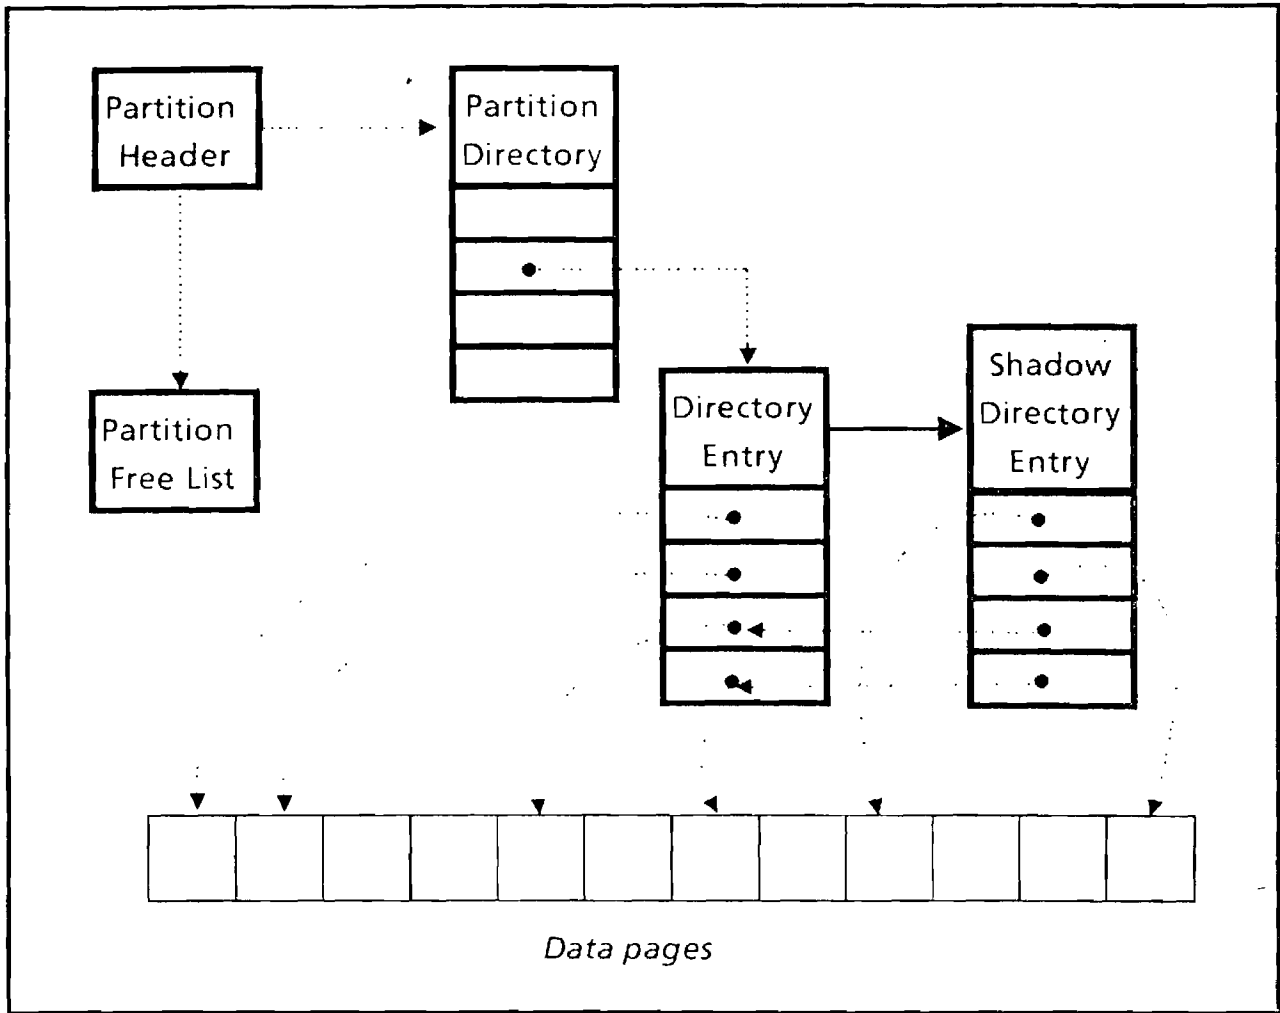 Partition
Header
Partition
Directory
Partition
Free List
Directory
Entry
Shadow
Directory
Entry
Data pages